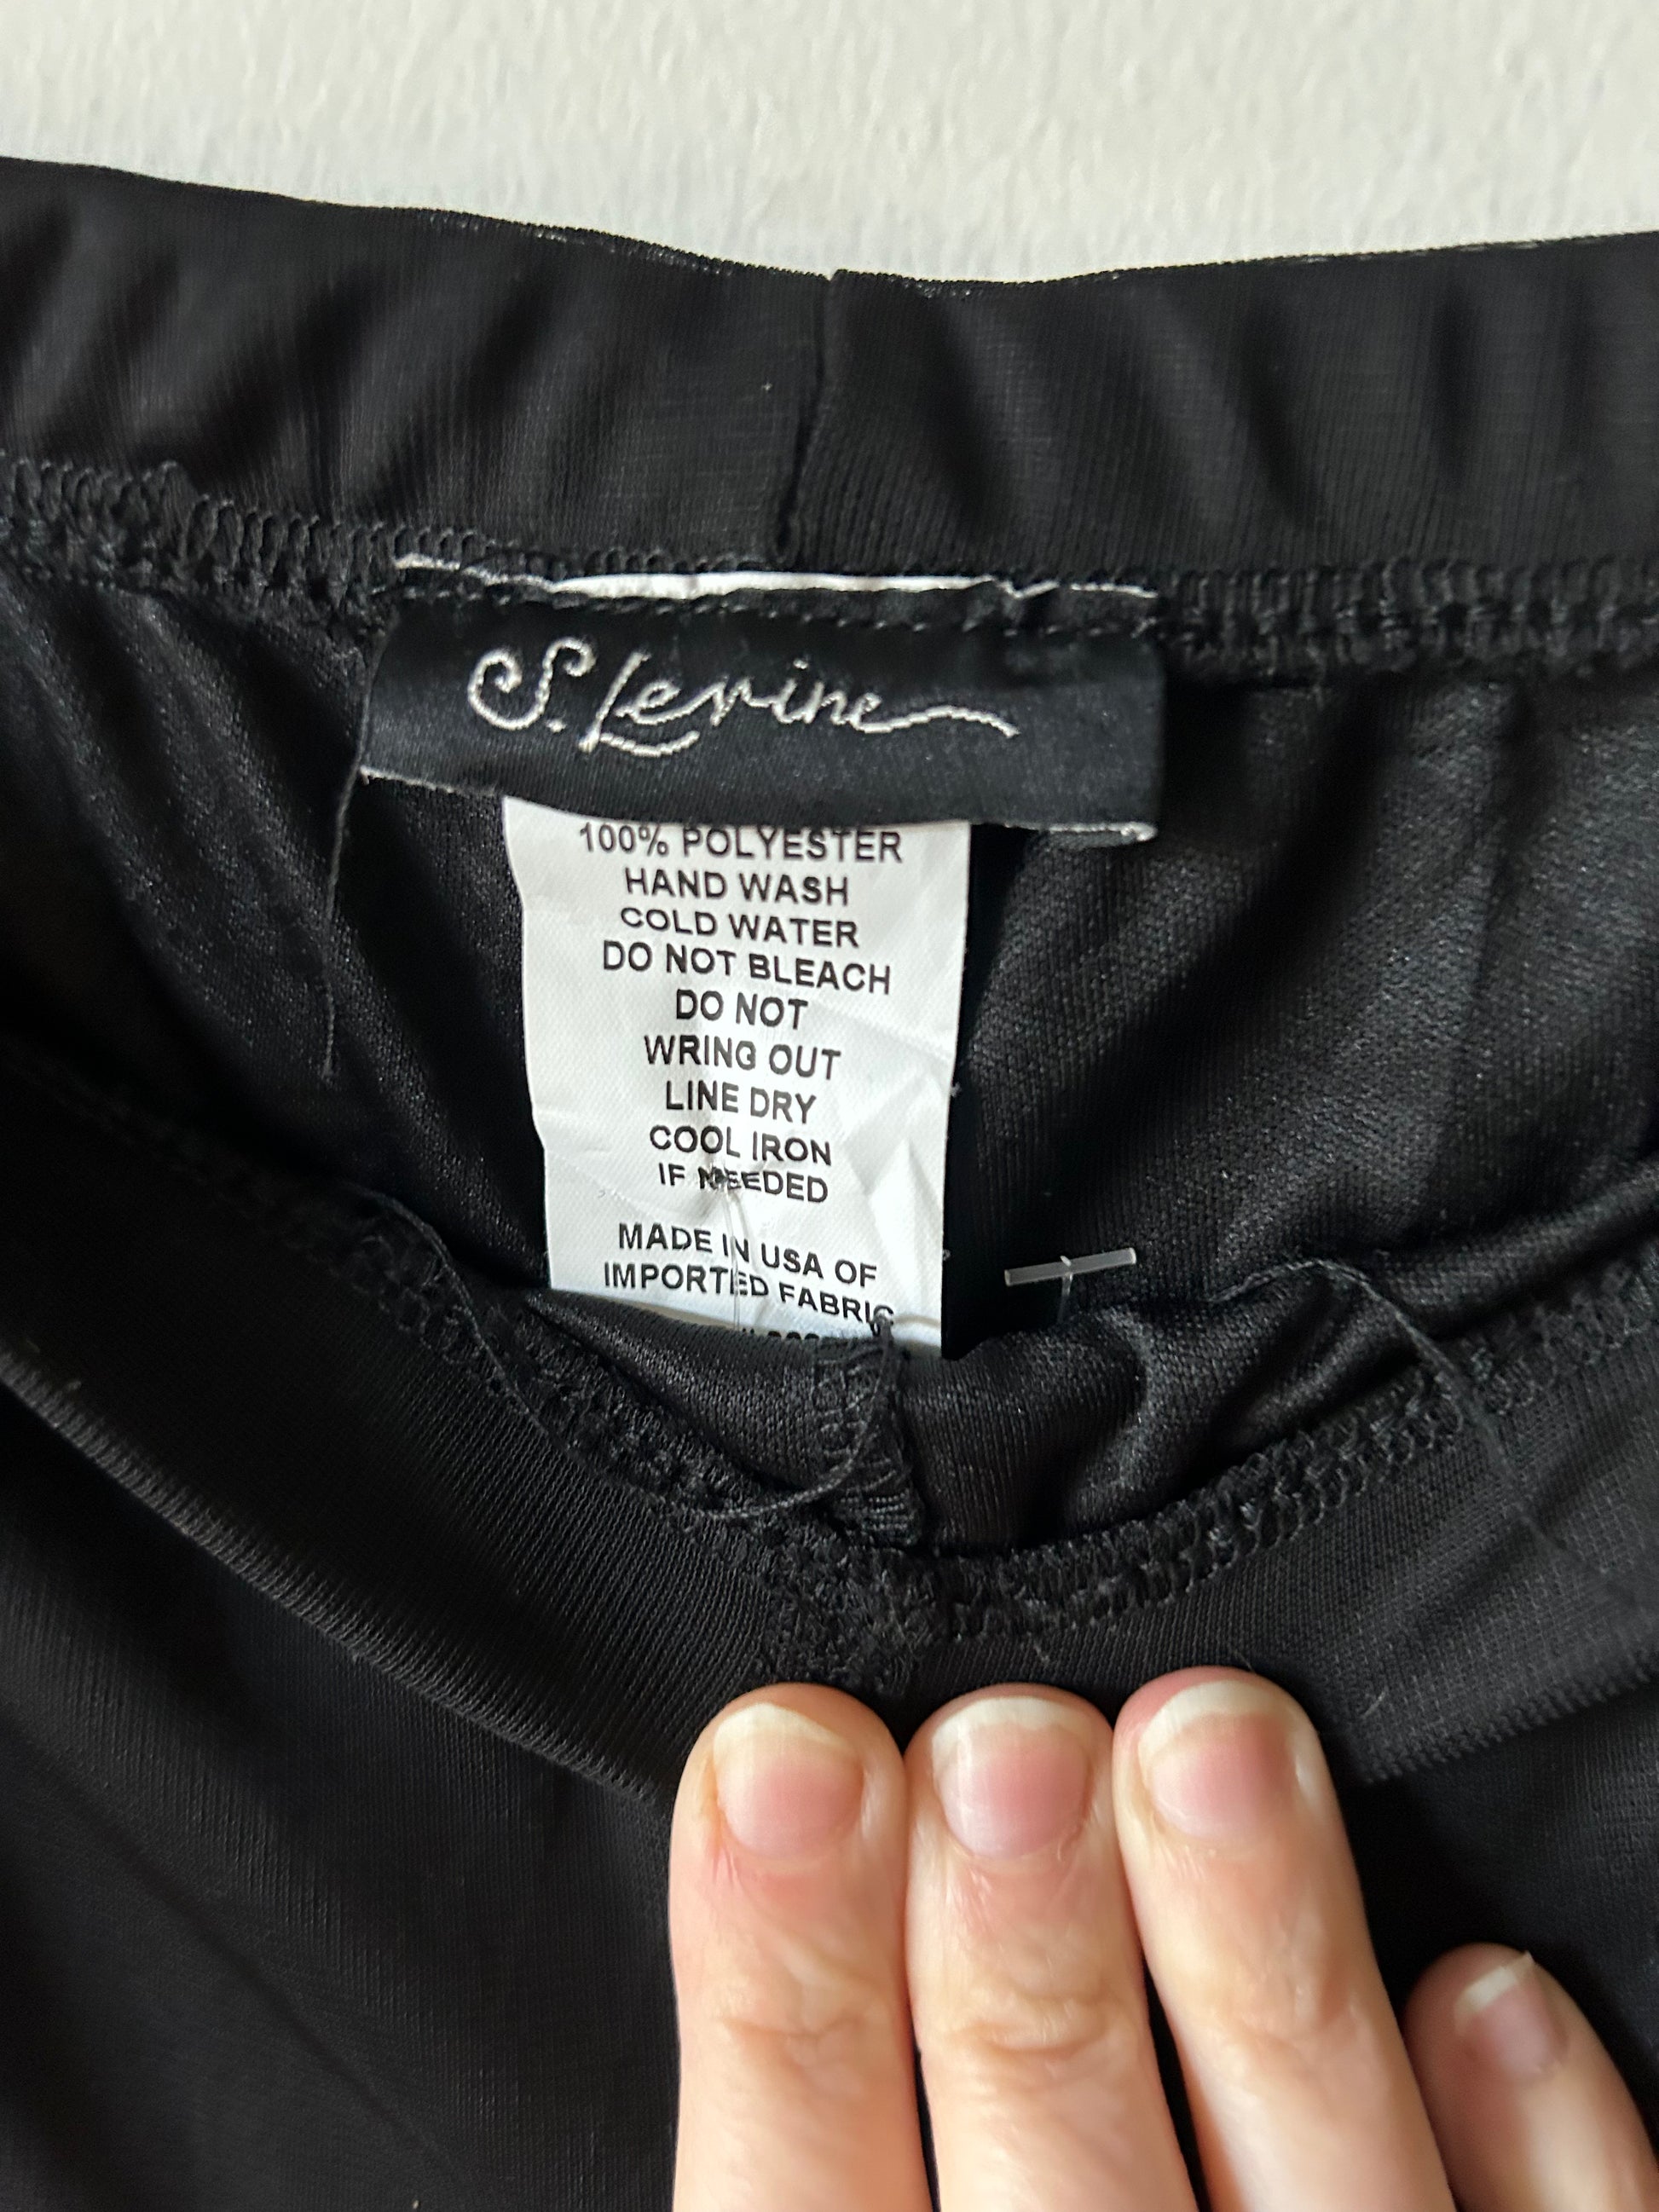 S. Levine
100% POLYESTER
HAND WASH
COLD WATER
DO NOT BLEACH
DO NOT
WRING OUT
LINE DRY
COOL IRON
IF NEEDED
MADE IN USA OF
IMPORTED FABRIC